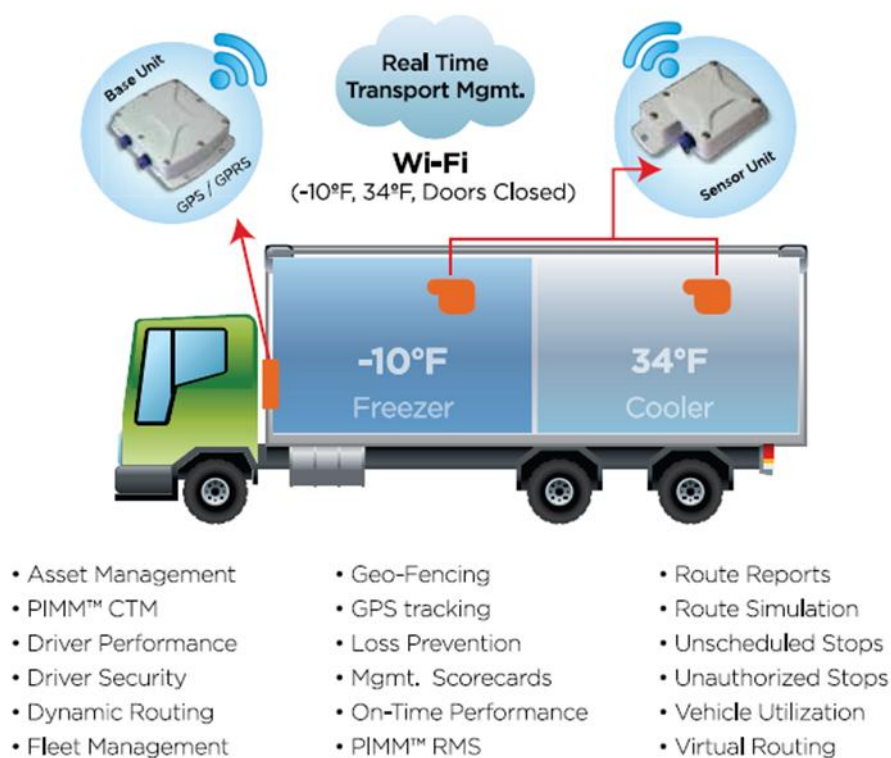 Base Unit
GPS / GPRS
Real Time
Transport Mgmt.
Wi-Fi
(-10ºF, 34ºF, Doors Closed)
Sensor Unit
-10°F
Freezer
34°F
Cooler
• Asset Management
• PIMM™ CTM
• Driver Performance
• Driver Security
• Dynamic Routing
• Fleet Management
• Geo-Fencing
• GPS tracking
• Loss Prevention
• Mgmt. Scorecards
• On-Time Performance
• PIMM™ RMS
• Route Reports
• Route Simulation
• Unscheduled Stops
• Unauthorized Stops
• Vehicle Utilization
• Virtual Routing